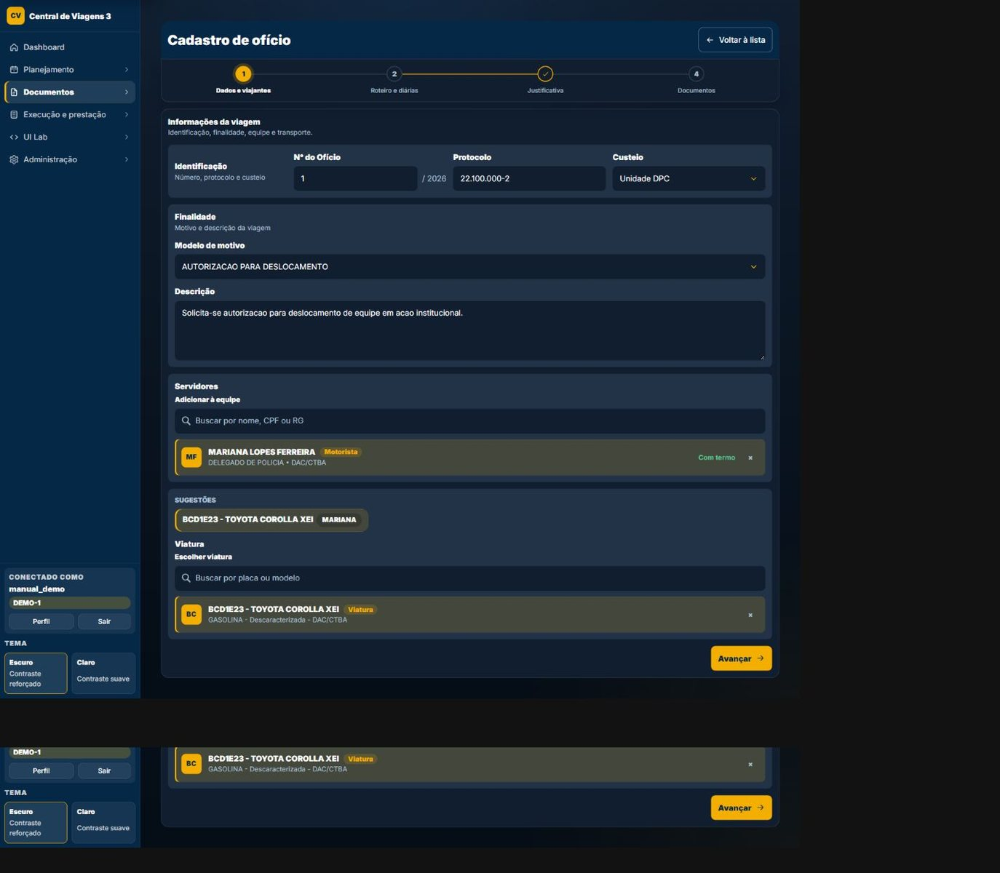 CV Central de Viagens 3
Dashboard
Planejamento
Documentos
Execução e prestação
UI Lab
Administração
CONECTADO COMO
manual_demo
DEMO-1
Perfil Sair
TEMA
Escuro
Contraste
reforçado
Claro
Contraste suave
Cadastro de ofício
← Voltar à lista
1 2 4
Dados e viajantes Roteiro e diárias Justificativa Documentos
Informações da viagem
Identificação, finalidade, equipe e transporte.
Identificação
Número, protocolo e custeio
Nº do Ofício
1 / 2026
Protocolo
22.100.000-2
Custeio
Unidade DPC
Finalidade
Motivo e descrição da viagem
Modelo de motivo
AUTORIZACAO PARA DESLOCAMENTO
Descrição
Solicita-se autorizacao para deslocamento de equipe em acao institucional.
Servidores
Adicionar à equipe
Buscar por nome, CPF ou RG
MF
MARIANA LOPES FERREIRA Motorista
DELEGADO DE POLICIA • DAC/CTBA
Com termo ×
SUGESTÕES
BCD1E23 - TOYOTA COROLLA XEI MARIANA
Viatura
Escolher viatura
Buscar por placa ou modelo
BC
BCD1E23 - TOYOTA COROLLA XEI Viatura
GASOLINA - Descaracterizada - DAC/CTBA
×
Avançar →
DEMO-1
Perfil Sair
TEMA
Escuro
Contraste
reforçado
Claro
Contraste suave
BC
BCD1E23 - TOYOTA COROLLA XEI Viatura
GASOLINA - Descaracterizada - DAC/CTBA
×
Avançar →